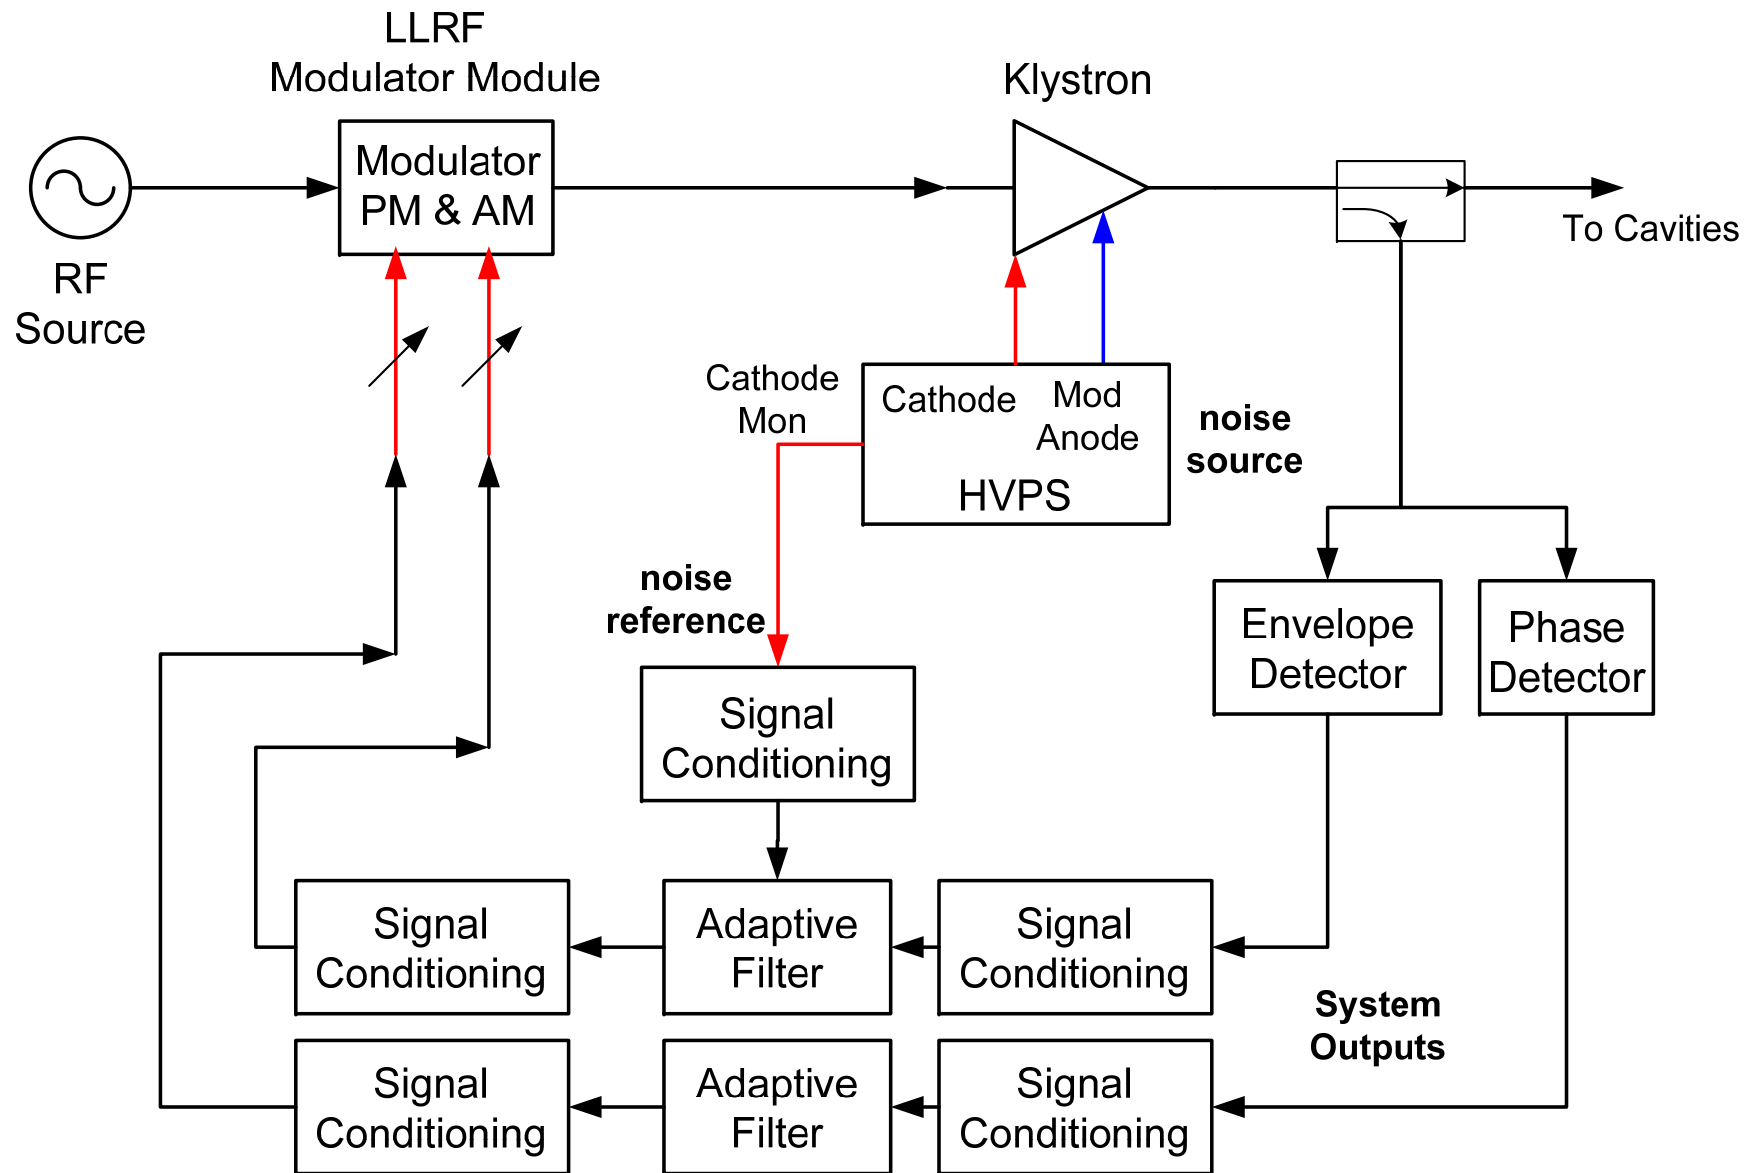 LLRF
Modulator Module
Klystron
Modulator
PM & AM
To Cavities
RF
Source
Cathode
Mon
Cathode
Mod
Anode
HVPS
noise
source
noise
reference
Envelope
Detector
Phase
Detector
Signal
Conditioning
Signal
Conditioning
Adaptive
Filter
Signal
Conditioning
System
Outputs
Signal
Conditioning
Adaptive
Filter
Signal
Conditioning